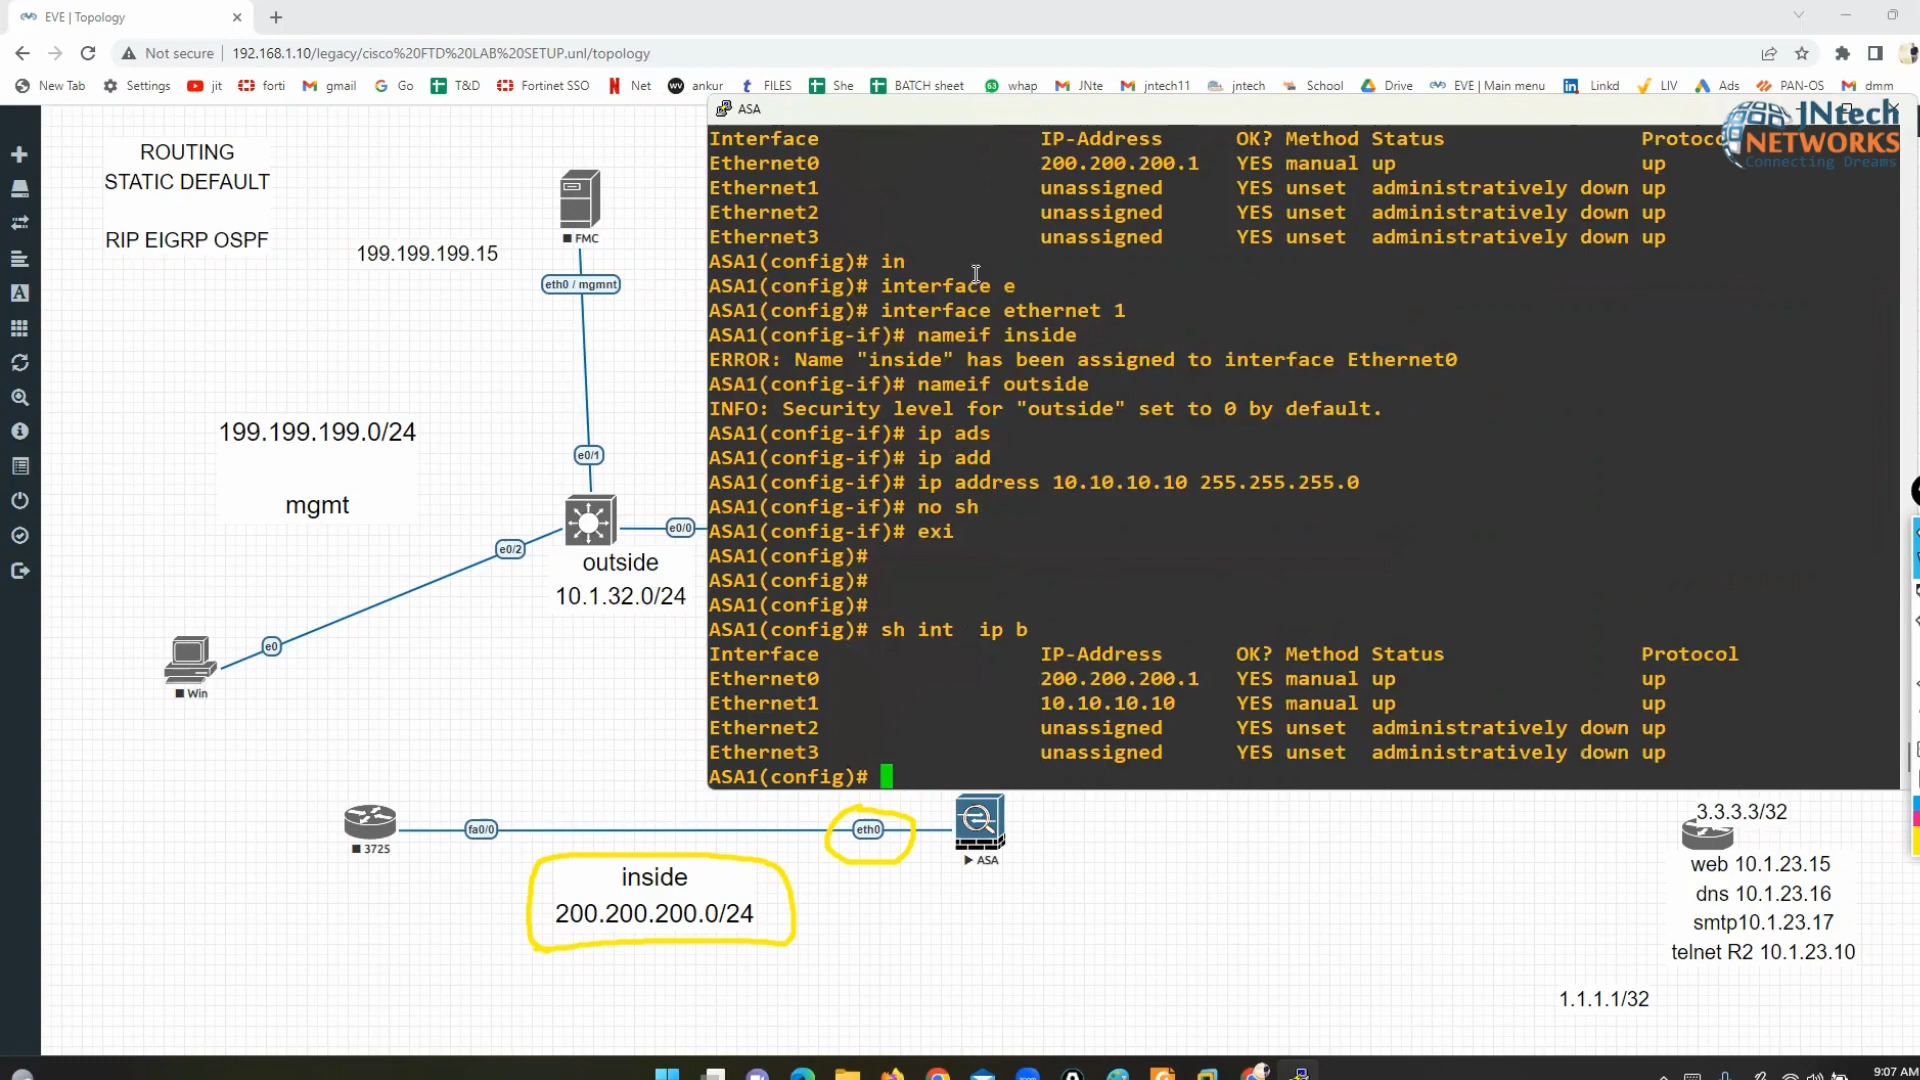 EVE | Topology
Not secure
192.168.1.10/legacy/cisco%20FTD%20LAB%20SETUP.unl/topology
New Tab
Settings
jit
forti
gmail
Go
T&D
Fortinet SSO
Net
ankur
FILES
She
BATCH sheet
whap
JNte
jntech11
jntech
School
Drive
EVE | Main menu
Linkd
LIV
Ads
PAN-OS
dmm
ASA
JNtech
NETWORKS
Connecting Dreams
Interface IP-Address OK? Method Status Protoco
Ethernet0 200.200.200.1 YES manual up up
Ethernet1 unassigned YES unset administratively down up
Ethernet2 unassigned YES unset administratively down up
Ethernet3 unassigned YES unset administratively down up
ASA1(config)# in
ASA1(config)# interface e
ASA1(config)# interface ethernet 1
ASA1(config-if)# nameif inside
ERROR: Name "inside" has been assigned to interface Ethernet0
ASA1(config-if)# nameif outside
INFO: Security level for "outside" set to 0 by default.
ASA1(config-if)# ip ads
ASA1(config-if)# ip add
ASA1(config-if)# ip address 10.10.10.10 255.255.255.0
ASA1(config-if)# no sh
ASA1(config-if)# exi
ASA1(config)#
ASA1(config)#
ASA1(config)#
ASA1(config)# sh int  ip b
Interface IP-Address OK? Method Status Protocol
Ethernet0 200.200.200.1 YES manual up up
Ethernet1 10.10.10.10 YES manual up up
Ethernet2 unassigned YES unset administratively down up
Ethernet3 unassigned YES unset administratively down up
ASA1(config)#
ROUTING
STATIC DEFAULT
RIP EIGRP OSPF
199.199.199.15
FMC
eth0 / mgmnt
199.199.199.0/24
mgmt
e0/1
e0/0
e0/2
outside
10.1.32.0/24
e0
Win
3725
fa0/0
eth0
ASA
inside
200.200.200.0/24
3.3.3.3/32
web 10.1.23.15
dns 10.1.23.16
smtp10.1.23.17
telnet R2 10.1.23.10
1.1.1.1/32
9:07 AM